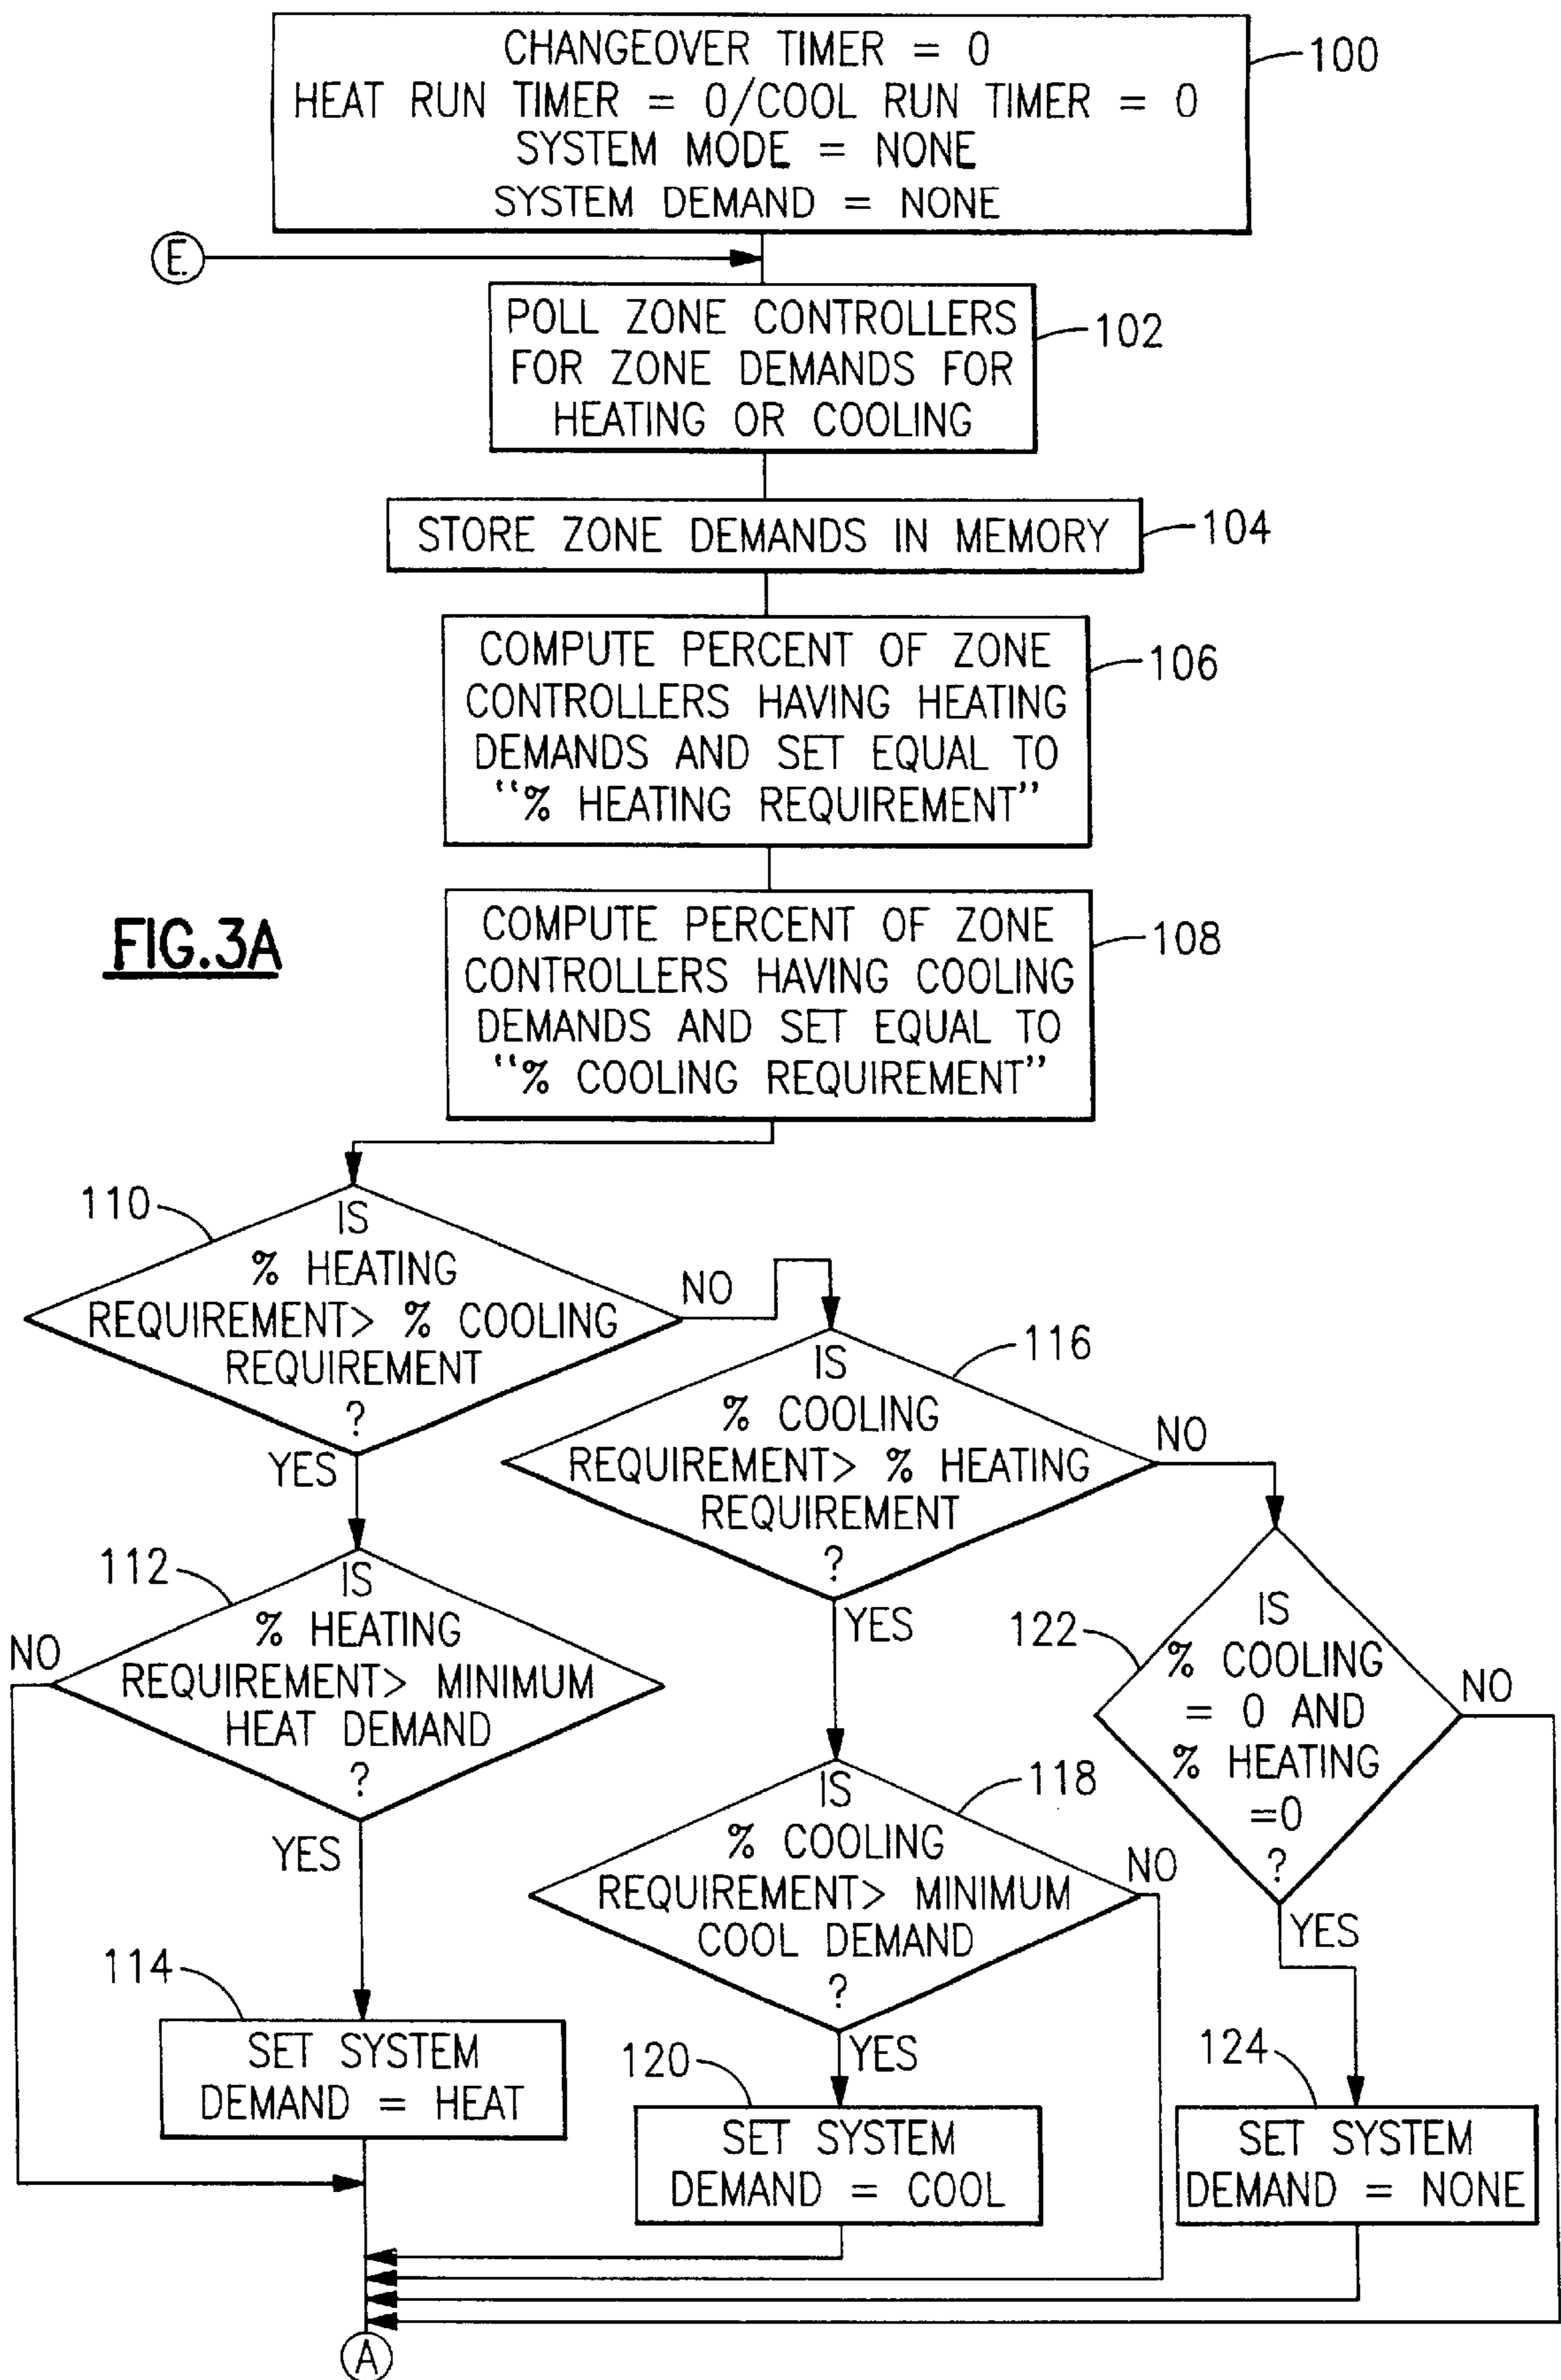 CHANGEOVER TIMER = 0
HEAT RUN TIMER = 0/COOL RUN TIMER = 0
SYSTEM MODE = NONE
SYSTEM DEMAND = NONE
100
E
POLL ZONE CONTROLLERS
FOR ZONE DEMANDS FOR
HEATING OR COOLING
102
STORE ZONE DEMANDS IN MEMORY
104
COMPUTE PERCENT OF ZONE
CONTROLLERS HAVING HEATING
DEMANDS AND SET EQUAL TO
"% HEATING REQUIREMENT"
106
FIG.3A
COMPUTE PERCENT OF ZONE
CONTROLLERS HAVING COOLING
DEMANDS AND SET EQUAL TO
"% COOLING REQUIREMENT"
108
110
IS
% HEATING
REQUIREMENT> % COOLING
REQUIREMENT
?
NO
YES
116
IS
% COOLING
REQUIREMENT> % HEATING
REQUIREMENT
?
NO
YES
112
IS
% HEATING
REQUIREMENT> MINIMUM
HEAT DEMAND
?
NO
YES
122
IS
% COOLING
= 0 AND
% HEATING
=0
?
NO
YES
118
IS
% COOLING
REQUIREMENT> MINIMUM
COOL DEMAND
?
NO
YES
114
SET SYSTEM
DEMAND = HEAT
120
SET SYSTEM
DEMAND = COOL
124
SET SYSTEM
DEMAND = NONE
A